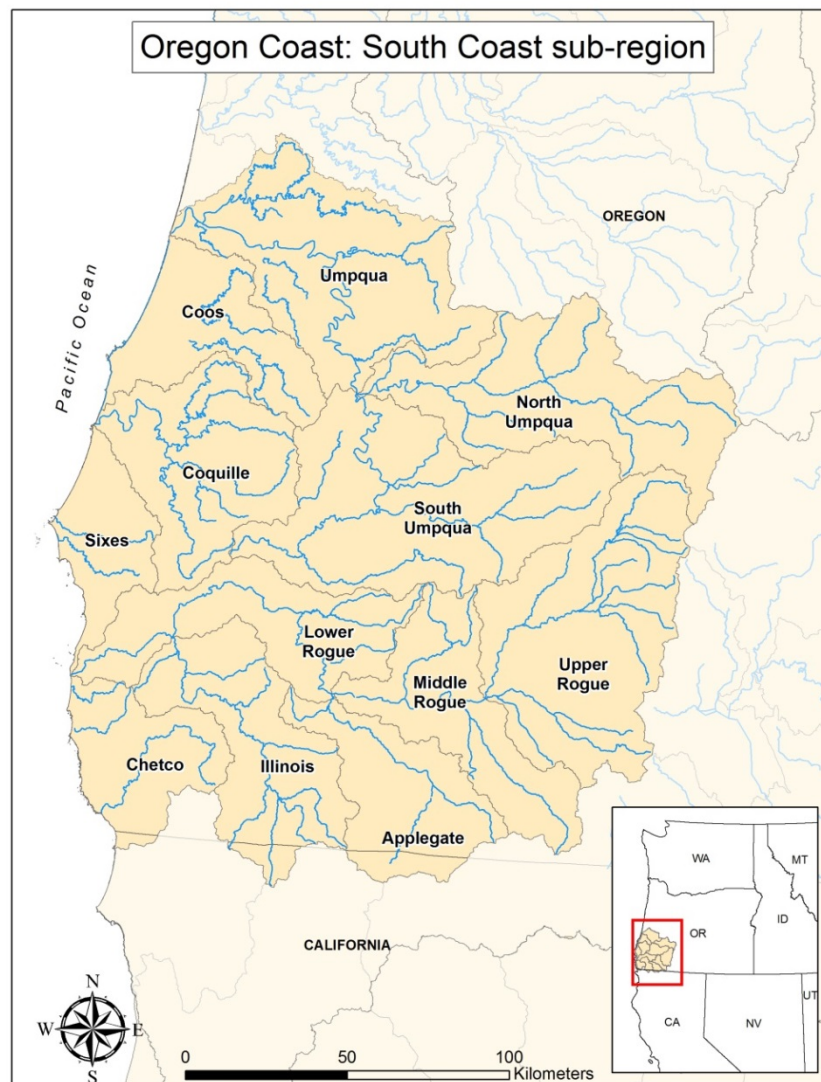 Oregon Coast: South Coast sub-region
OREGON
Pacific Ocean
Umpqua
Coos
North
Umpqua
Coquille
South
Umpqua
Sixes
Lower
Rogue
Middle
Rogue
Upper
Rogue
Chetco
Illinois
Applegate
CALIFORNIA
N
W
E
S
0
50
100
Kilometers
WA
MT
OR
ID
CA
NV
UT